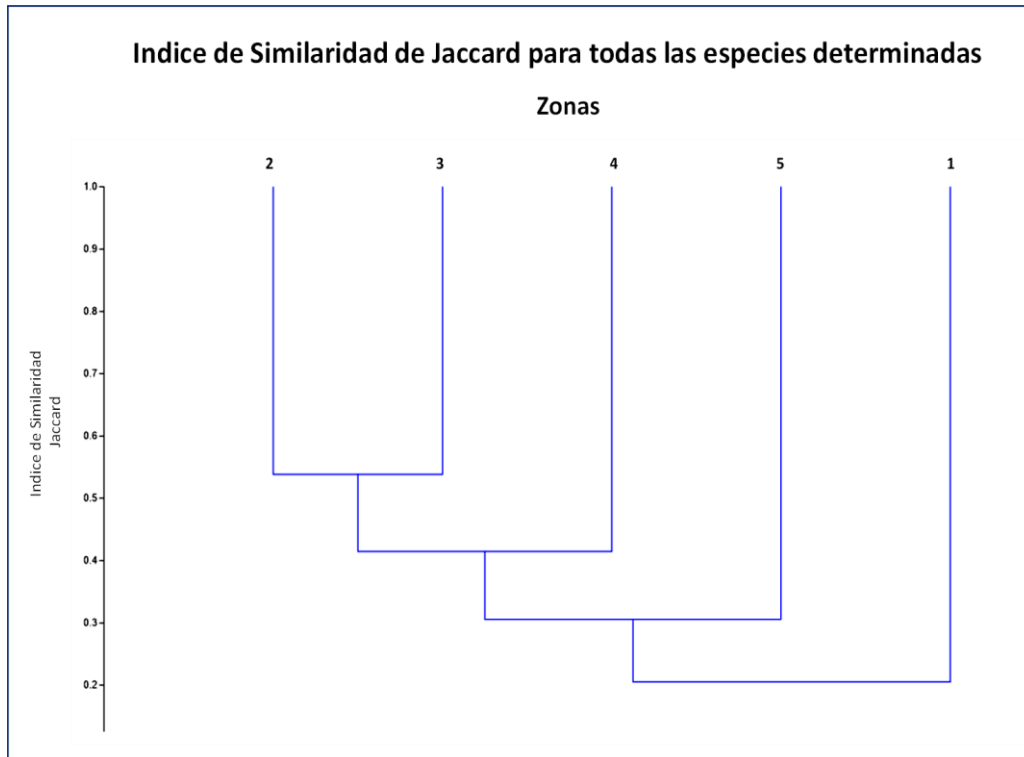 Indice de Similaridad de Jaccard para todas las especies determinadas
Zonas
2 3 4 5 1
1.0
0.9
0.8
0.7
0.6
0.5
0.4
0.3
0.2
Indice de Similaridad
Jaccard